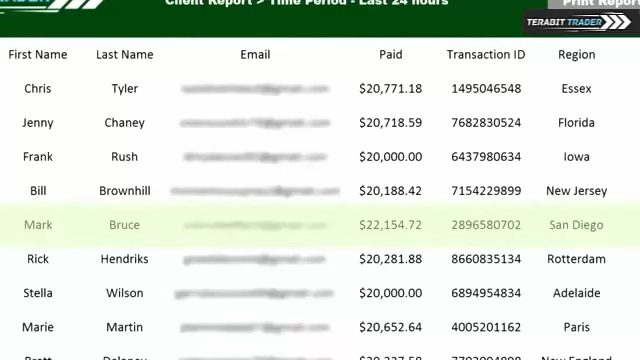 Client Report > Time Period - Last 24 hours
Print Report
TERABIT TRADER
First Name Last Name Email Paid Transaction ID Region
Chris Tyler $20,771.18 1495046548 Essex
Jenny Chaney $20,718.59 7682830524 Florida
Frank Rush $20,000.00 6437980634 Iowa
Bill Brownhill $20,188.42 7154229899 New Jersey
Mark Bruce $22,154.72 2896580702 San Diego
Rick Hendriks $20,281.88 8660835134 Rotterdam
Stella Wilson $20,000.00 6894954834 Adelaide
Marie Martin $20,652.64 4005201162 Paris